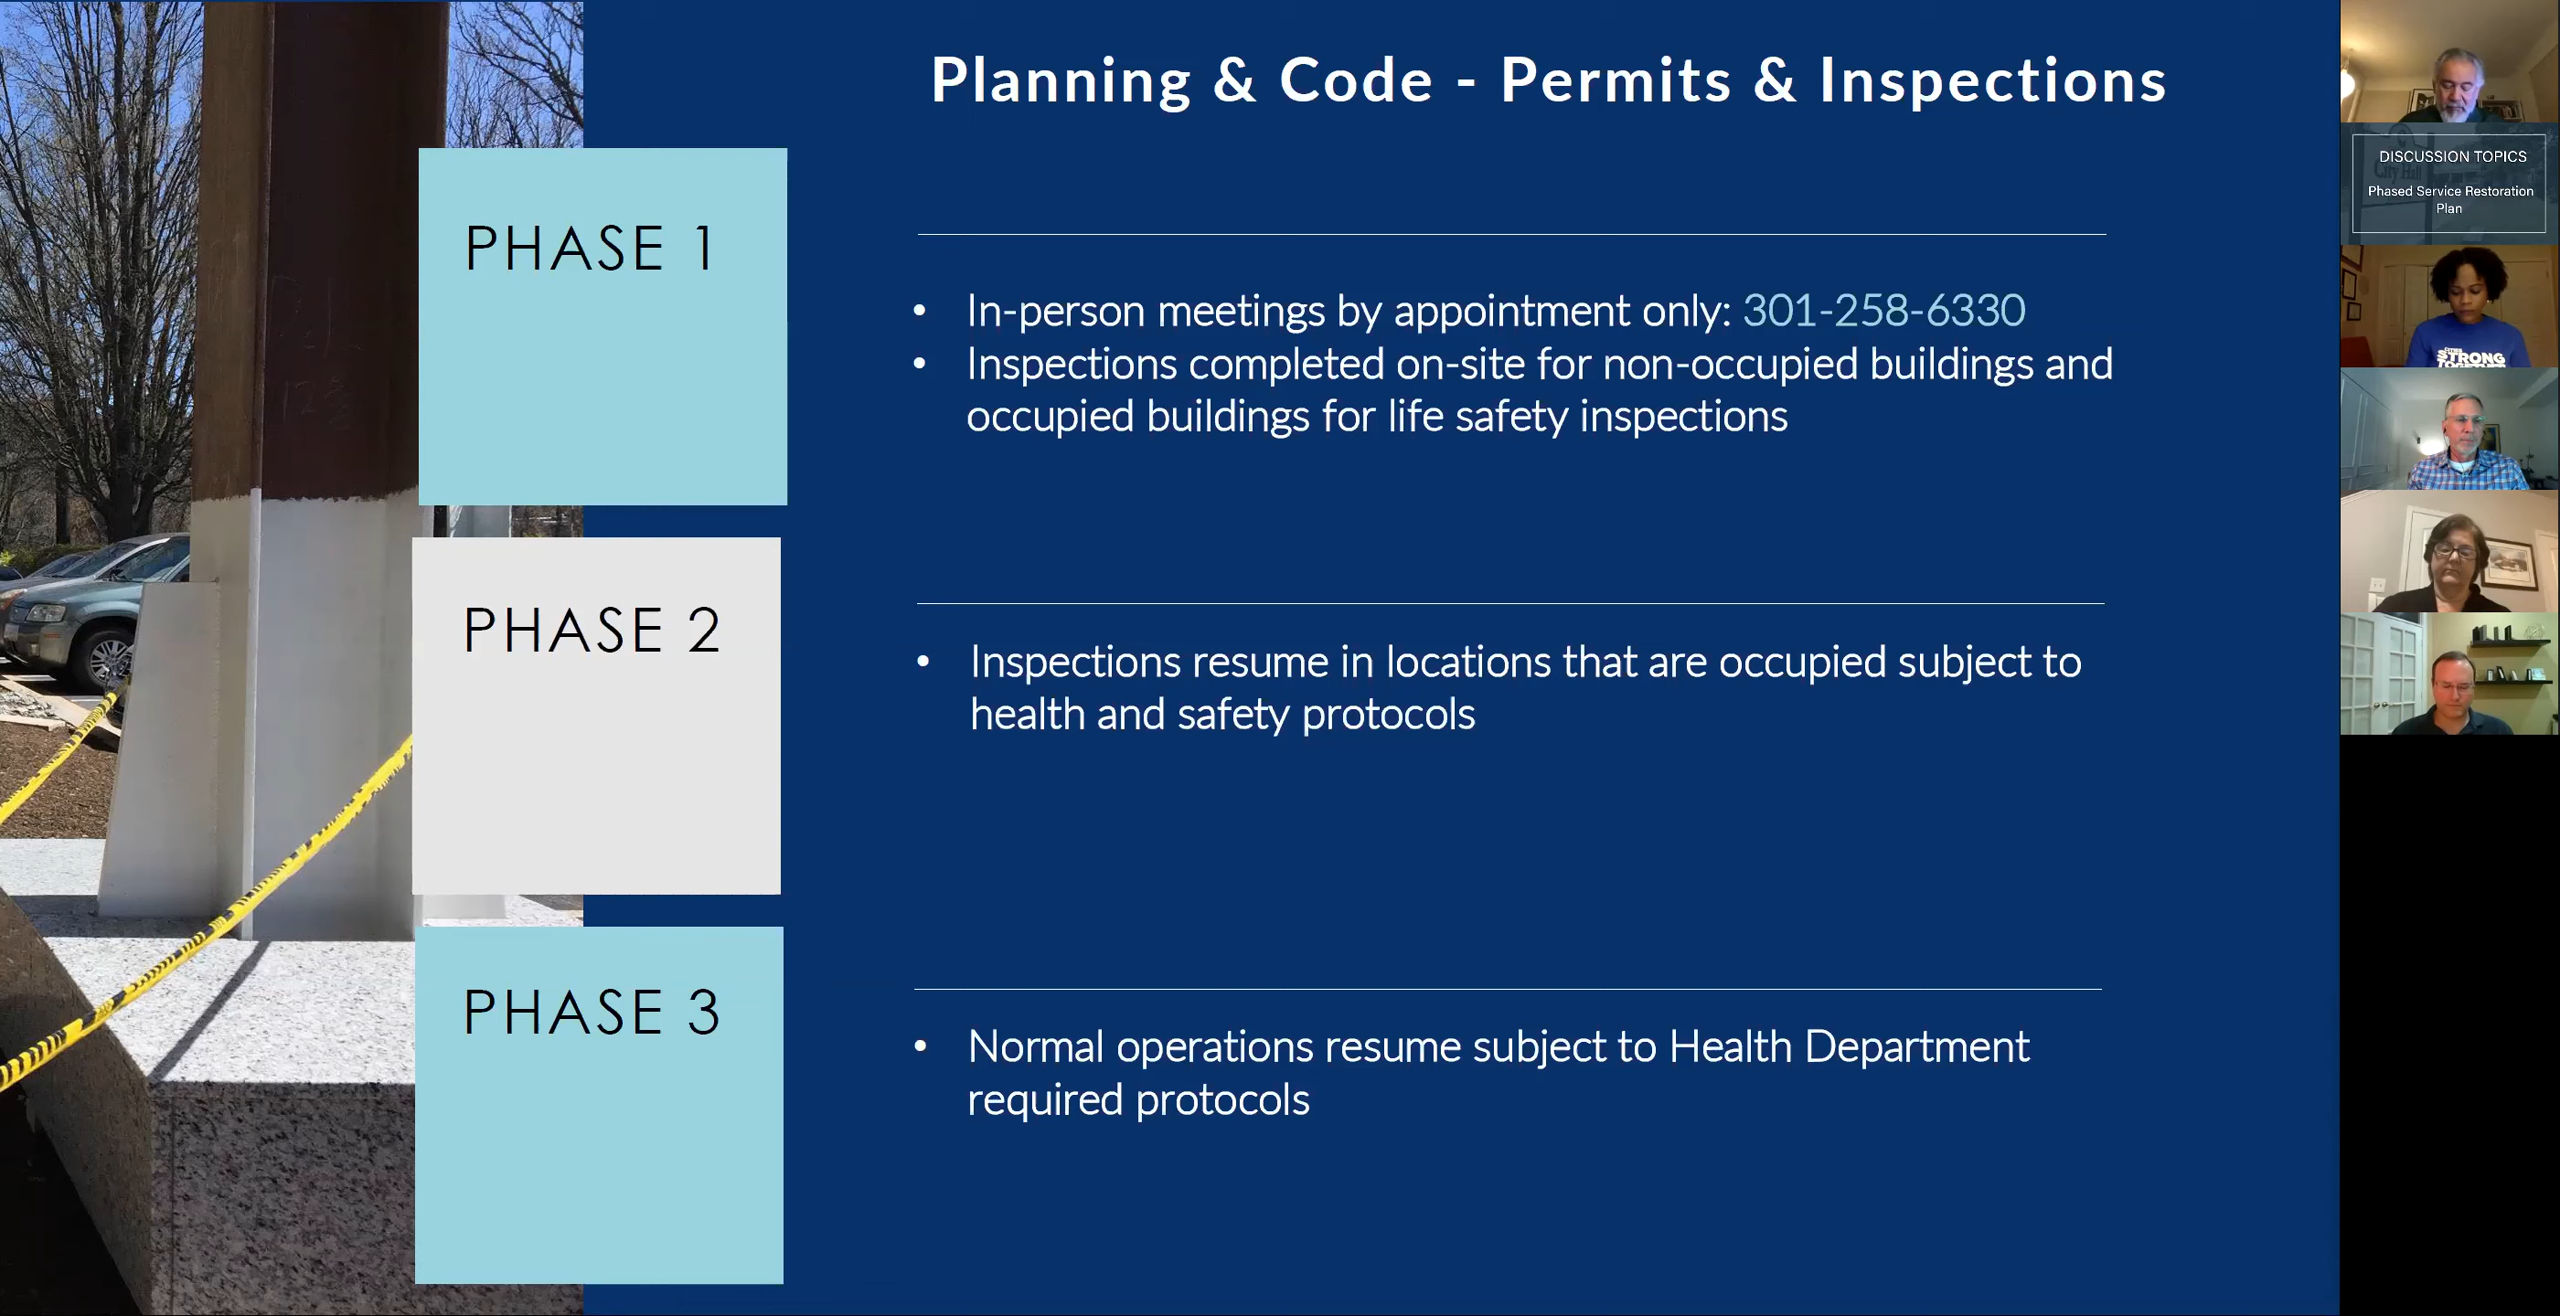 Planning & Code - Permits & Inspections
PHASE 1
• In-person meetings by appointment only: 301-258-6330
• Inspections completed on-site for non-occupied buildings and
occupied buildings for life safety inspections
PHASE 2
• Inspections resume in locations that are occupied subject to
health and safety protocols
PHASE 3
• Normal operations resume subject to Health Department
required protocols
DISCUSSION TOPICS
City Hall
Phased Service Restoration
Plan
STRONG
TOGETHER